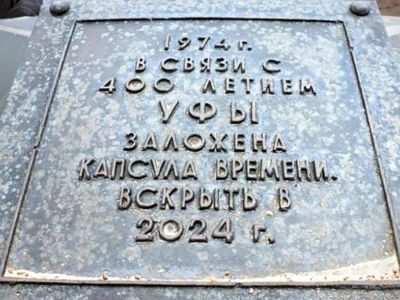 1974 г.
В СВЯЗИ С
400 ЛЕТИЕМ
УФЫ
ЗАЛОЖЕНА
КАПСУЛА ВРЕМЕНИ.
ВСКРЫТЬ В
2024 г.